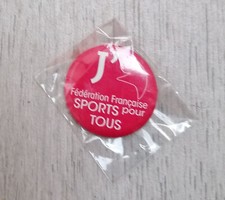 J'
Fédération Française
SPORTS pour
TOUS